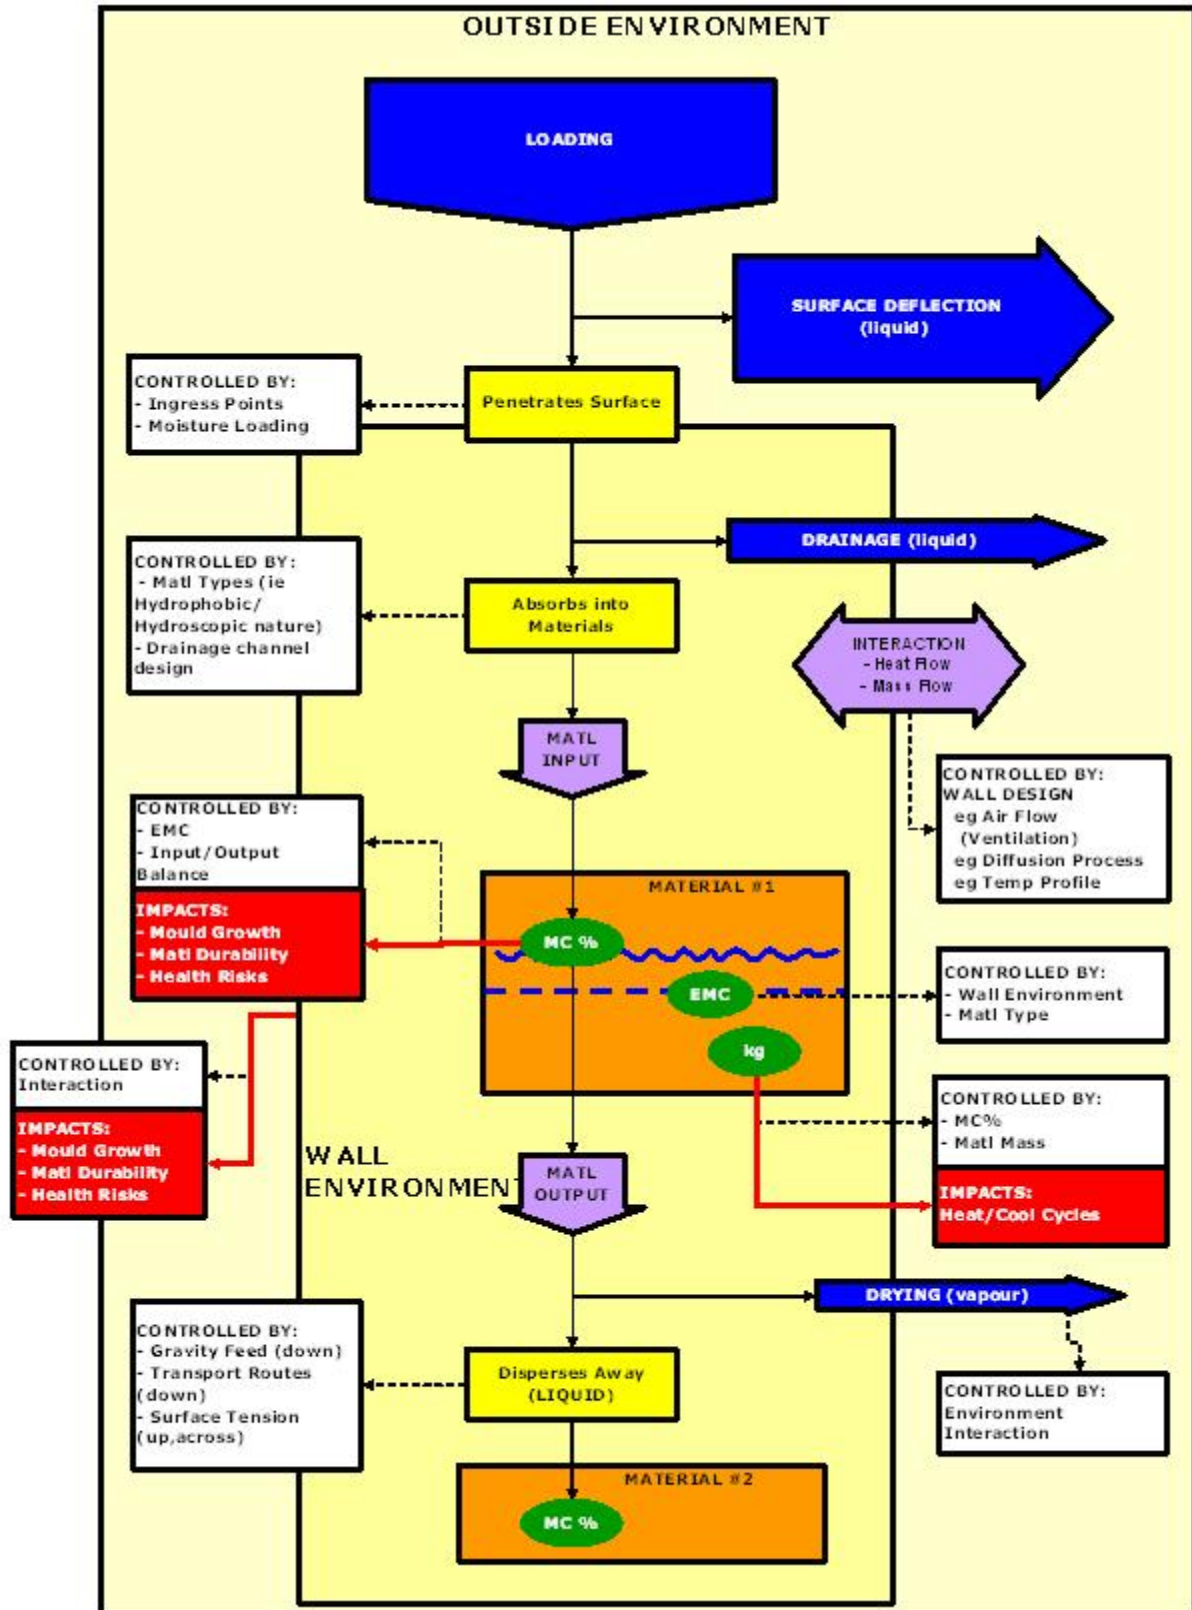 OUTSIDE ENVIRONMENT
LOADING
SURFACE DEFLECTION
(liquid)
CONTROLLED BY:
- Ingress Points
- Moisture Loading
Penetrates Surface
DRAINAGE (liquid)
CONTROLLED BY:
- Matl Types (ie
Hydrophobic/
Hydroscopic nature)
- Drainage channel
design
Absorbs into
Materials
INTERACTION
- Heat Flow
- Mass Flow
MATL
INPUT
CONTROLLED BY:
WALL DESIGN
eg Air Flow
(Ventilation)
eg Diffusion Process
eg Temp Profile
CONTROLLED BY:
- EMC
- Input/Output
Balance
IMPACTS:
- Mould Growth
- Matl Durability
- Health Risks
MATERIAL #1
MC %
EMC
kg
CONTROLLED BY:
- Wall Environment
- Matl Type
CONTROLLED BY:
Interaction
IMPACTS:
- Mould Growth
- Matl Durability
- Health Risks
CONTROLLED BY:
- MC%
- Matl Mass
IMPACTS:
Heat/Cool Cycles
WALL
ENVIRONMENT
MATL
OUTPUT
DRYING (vapour)
CONTROLLED BY:
- Gravity Feed (down)
- Transport Routes
(down)
- Surface Tension
(up,across)
Disperses Away
(LIQUID)
CONTROLLED BY:
Environment
Interaction
MATERIAL #2
MC %